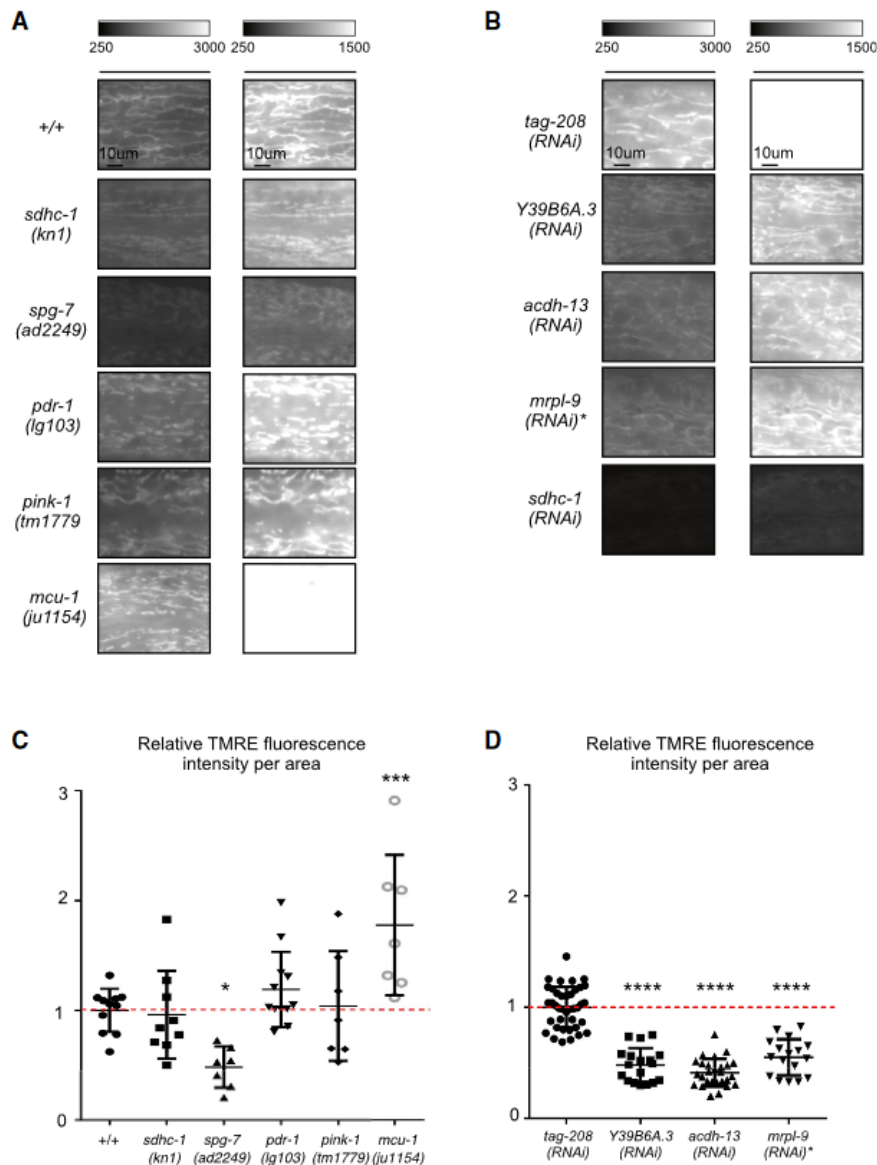 A
250 3000 250 1500
+/+
10um 10um
sdhc-1
(kn1)
spg-7
(ad2249)
pdr-1
(lg103)
pink-1
(tm1779
mcu-1
(ju1154)
B
250 3000 250 1500
tag-208
(RNAi)
10um 10um
Y39B6A.3
(RNAi)
acdh-13
(RNAi)
mrpl-9
(RNAi)*
sdhc-1
(RNAi)
C
Relative TMRE fluorescence
intensity per area
3
2
1
0
*
***
+/+ sdhc-1 spg-7 pdr-1 pink-1 mcu-1
(kn1) (ad2249) (lg103) (tm1779) (ju1154)
D
Relative TMRE fluorescence
intensity per area
3
2
1
0
**** **** ****
tag-208 Y39B6A.3 acdh-13 mrpl-9
(RNAi) (RNAi) (RNAi) (RNAi)*